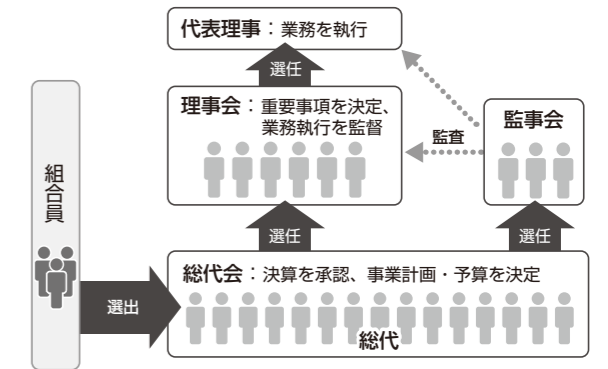 代表理事：業務を執行
選任
理事会：重要事項を決定、
業務執行を監督
監事会
監査
組合員
選任
選任
総代会：決算を承認、事業計画・予算を決定
選出
総代